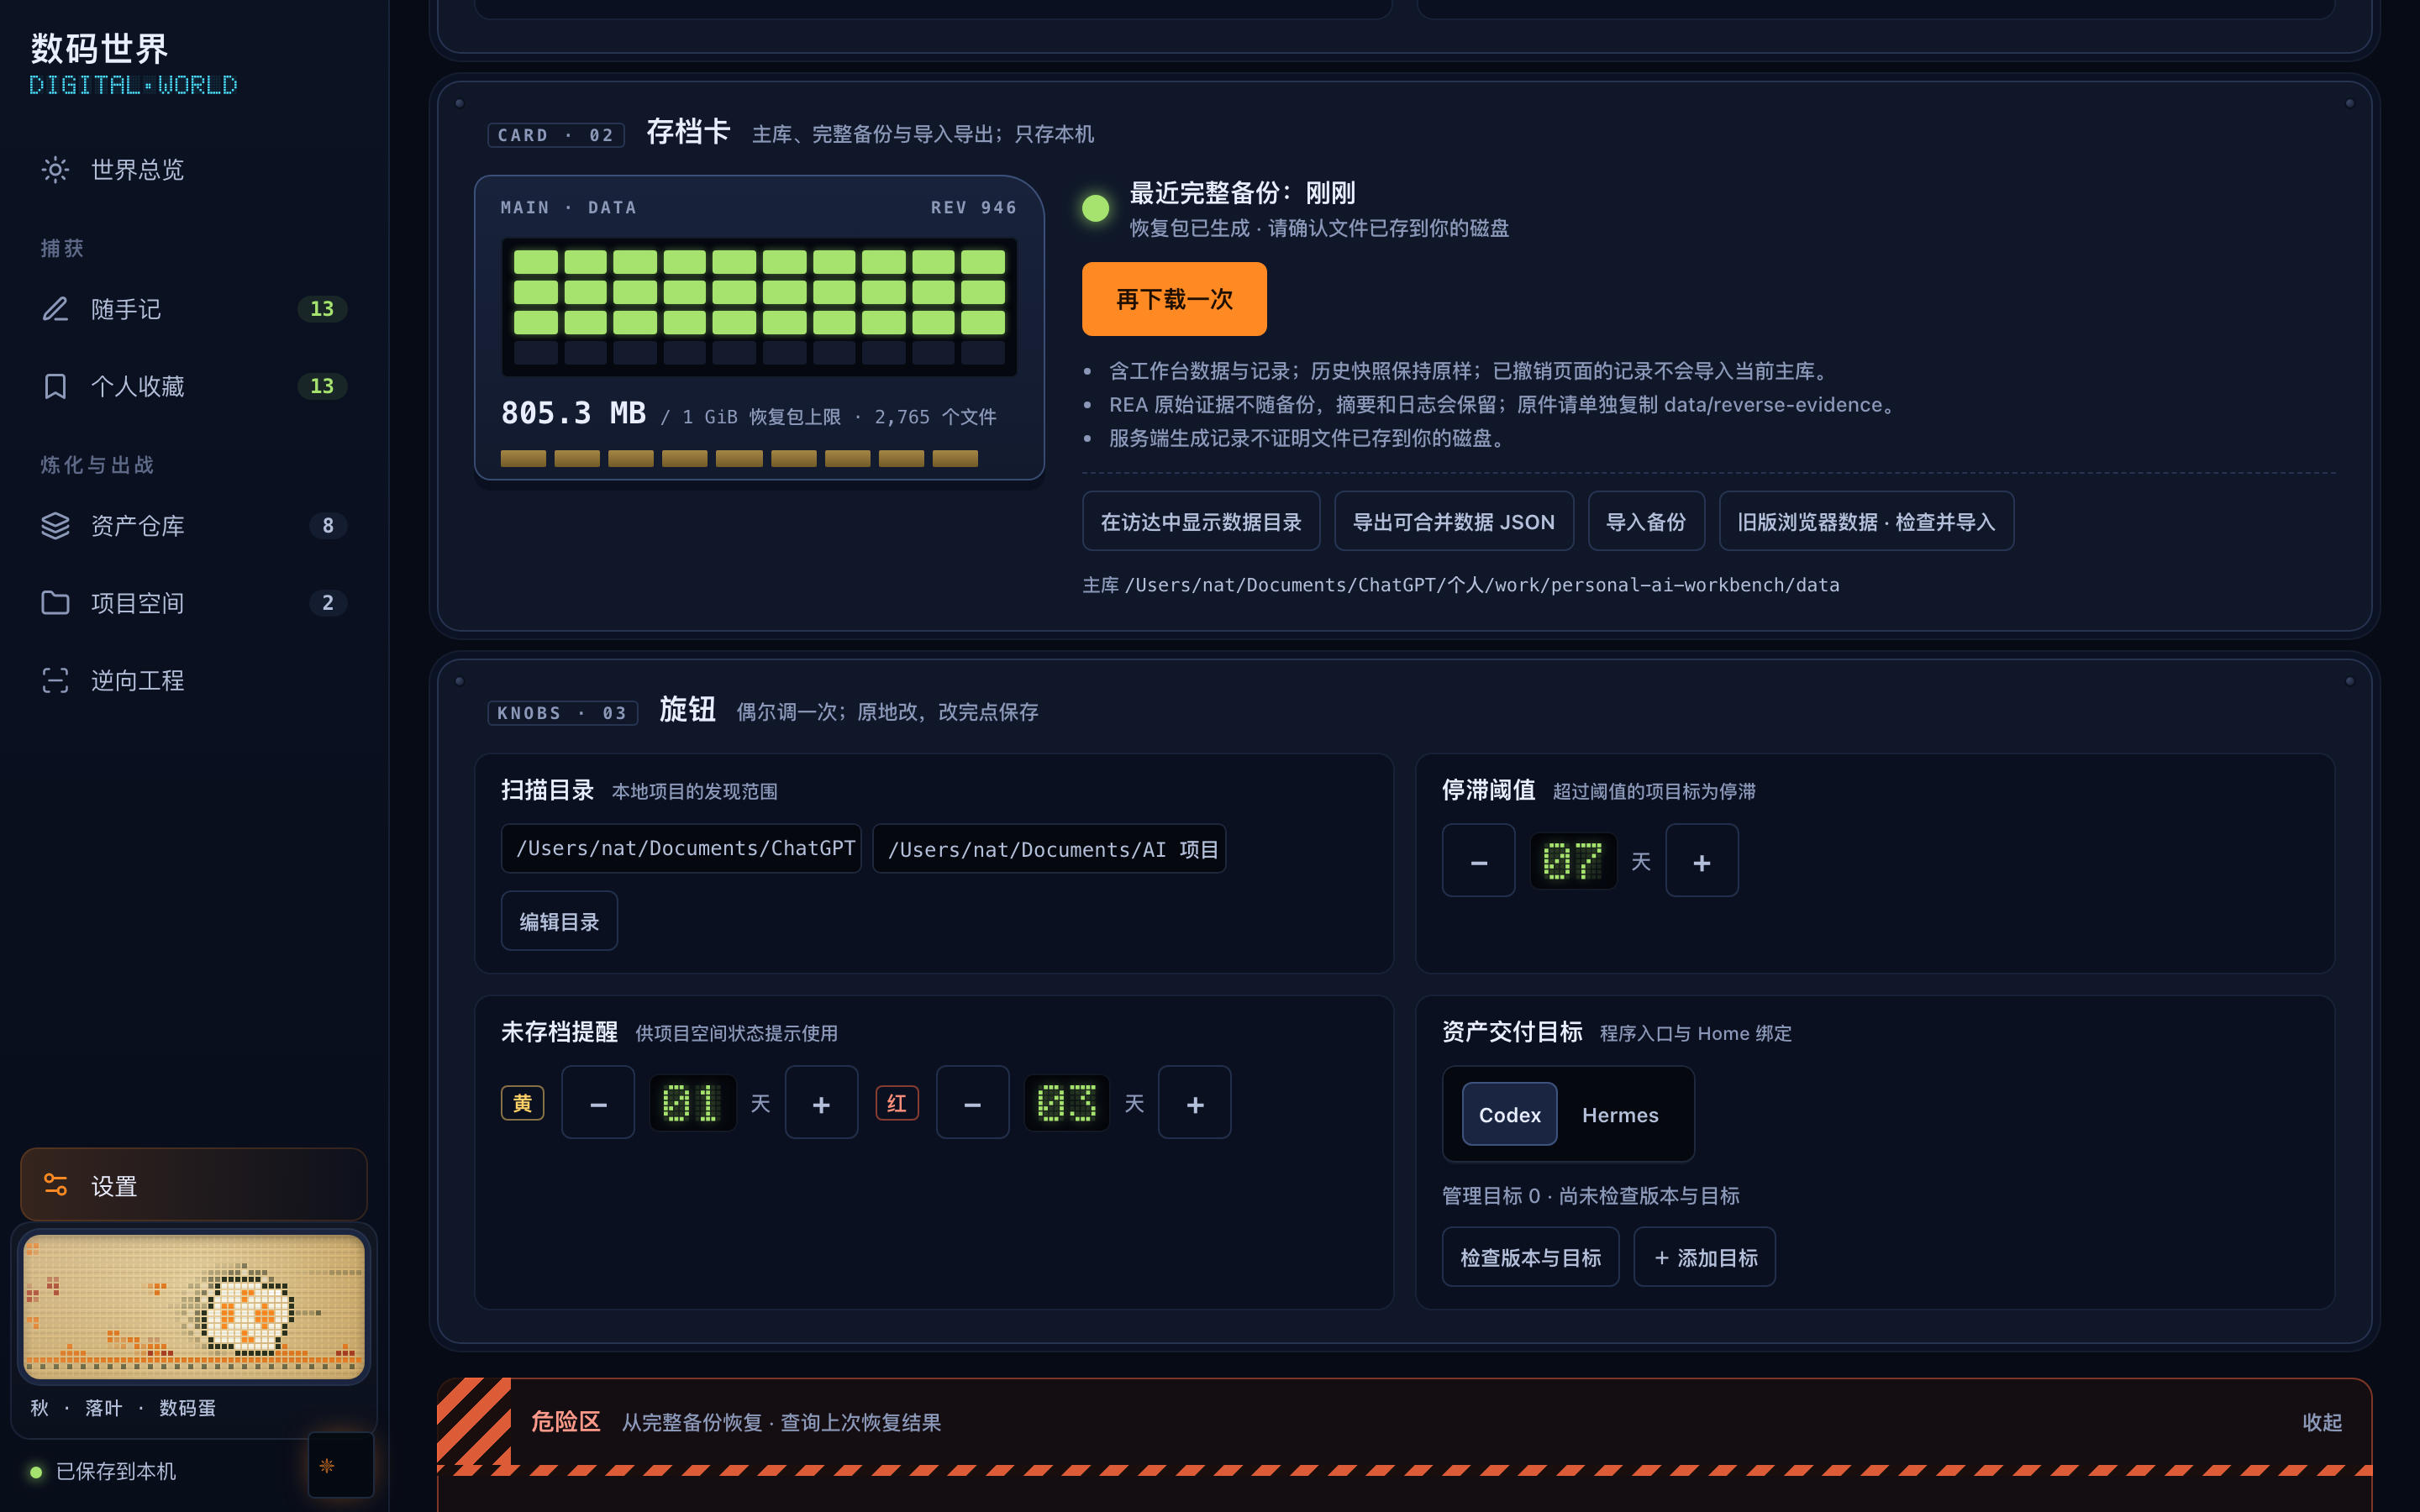 数码世界
DIGITAL·WORLD
世界总览
捕获
随手记 13
个人收藏 13
炼化与出战
资产仓库 8
项目空间 2
逆向工程
设置
秋 · 落叶 · 数码蛋
已保存到本机
CARD · 02 存档卡 主库、完整备份与导入导出；只存本机
MAIN · DATA REV 946
805.3 MB / 1 GiB 恢复包上限 · 2,765 个文件
最近完整备份：刚刚
恢复包已生成 · 请确认文件已存到你的磁盘
再下载一次
• 含工作台数据与记录；历史快照保持原样；已撤销页面的记录不会导入当前主库。
• REA 原始证据不随备份，摘要和日志会保留；原件请单独复制 data/reverse-evidence。
• 服务端生成记录不证明文件已存到你的磁盘。
在访达中显示数据目录 导出可合并数据 JSON 导入备份 旧版浏览器数据 · 检查并导入
主库 /Users/nat/Documents/ChatGPT/个人/work/personal-ai-workbench/data
KNOBS · 03 旋钮 偶尔调一次；原地改，改完点保存
扫描目录 本地项目的发现范围
/Users/nat/Documents/ChatGPT /Users/nat/Documents/AI 项目
编辑目录
停滞阈值 超过阈值的项目标为停滞
− 07 天 +
未存档提醒 供项目空间状态提示使用
黄 − 01 天 + 红 − 03 天 +
资产交付目标 程序入口与 Home 绑定
Codex Hermes
管理目标 0 · 尚未检查版本与目标
检查版本与目标 + 添加目标
危险区 从完整备份恢复 · 查询上次恢复结果 收起